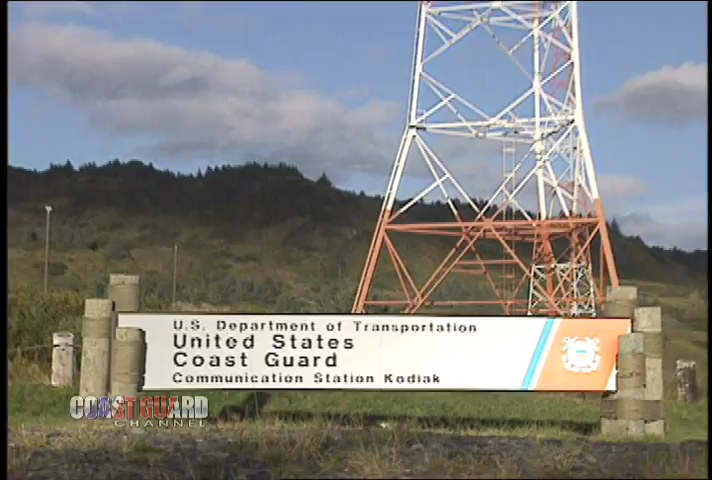 U.S. Department of Transportation
United States
Coast Guard
Communication Station Kodiak
COAST GUARD
CHANNEL